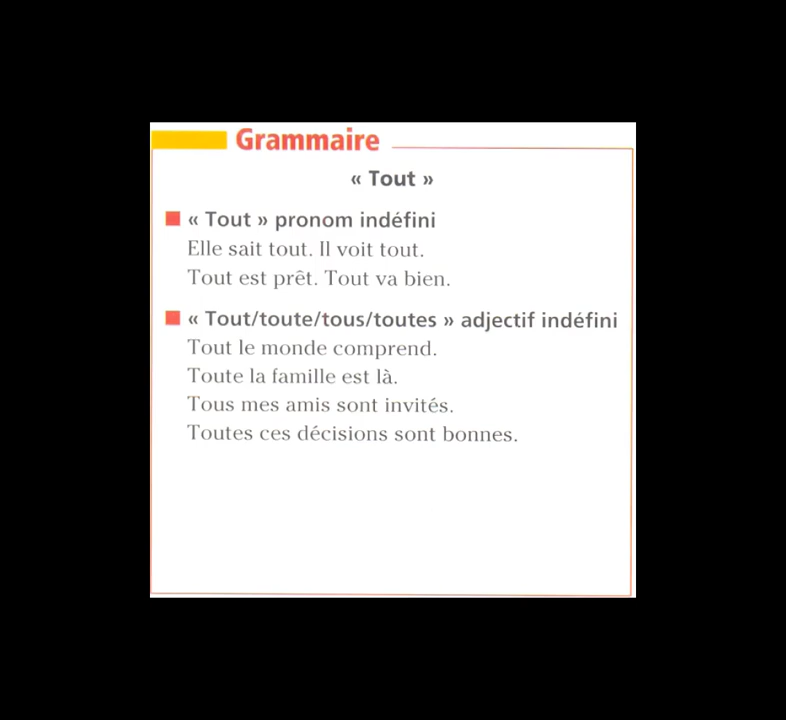 Grammaire
« Tout »
« Tout » pronom indéfini
Elle sait tout. Il voit tout.
Tout est prêt. Tout va bien.
« Tout/toute/tous/toutes » adjectif indéfini
Tout le monde comprend.
Toute la famille est là.
Tous mes amis sont invités.
Toutes ces décisions sont bonnes.